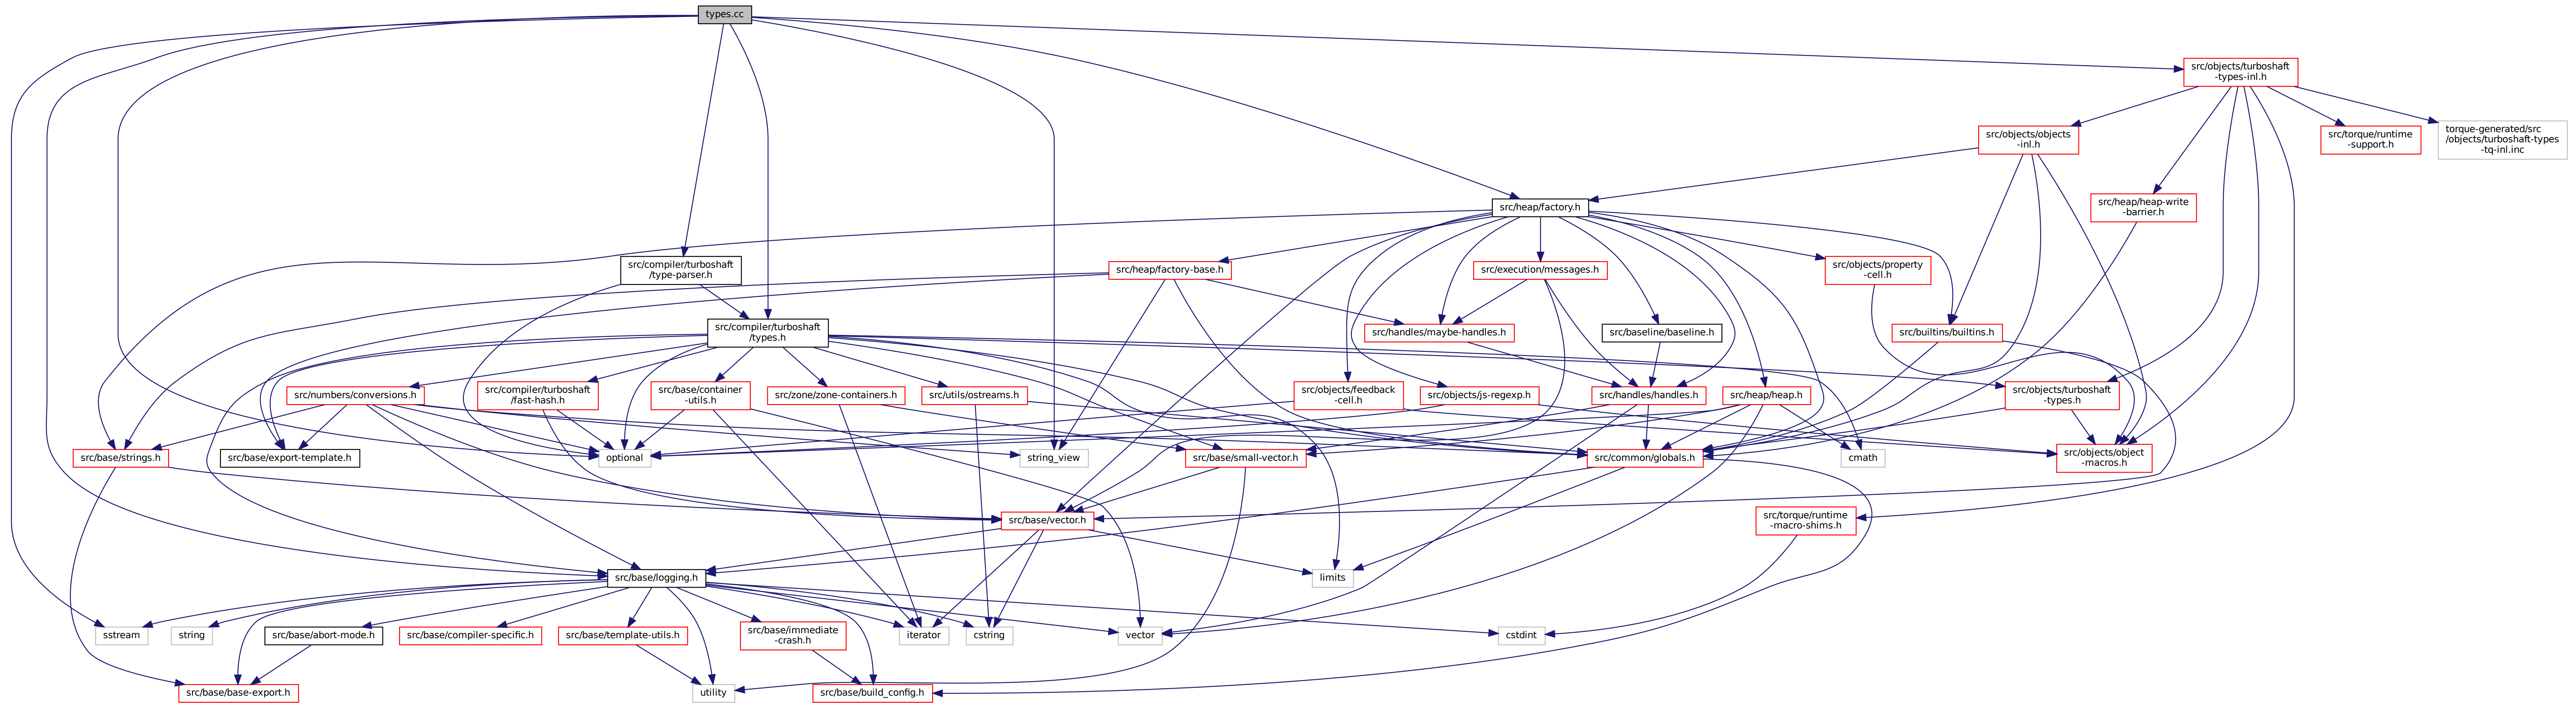 types.cc
src/objects/turboshaft
-types-inl.h
src/objects/objects
-inl.h
src/torque/runtime
-support.h
torque-generated/src
/objects/turboshaft-types
-tq-inl.inc
src/heap/factory.h
src/heap/heap-write
-barrier.h
src/compiler/turboshaft
/type-parser.h
src/heap/factory-base.h
src/execution/messages.h
src/objects/property
-cell.h
src/compiler/turboshaft
/types.h
src/handles/maybe-handles.h
src/baseline/baseline.h
src/builtins/builtins.h
src/numbers/conversions.h
src/compiler/turboshaft
/fast-hash.h
src/base/container
-utils.h
src/zone/zone-containers.h
src/utils/ostreams.h
src/objects/feedback
-cell.h
src/objects/js-regexp.h
src/handles/handles.h
src/heap/heap.h
src/objects/turboshaft
-types.h
src/base/strings.h
src/base/export-template.h
optional
string_view
src/base/small-vector.h
src/common/globals.h
cmath
src/objects/object
-macros.h
src/base/vector.h
src/torque/runtime
-macro-shims.h
src/base/logging.h
limits
sstream
string
src/base/abort-mode.h
src/base/compiler-specific.h
src/base/template-utils.h
src/base/immediate
-crash.h
iterator
cstring
vector
cstdint
src/base/base-export.h
utility
src/base/build_config.h